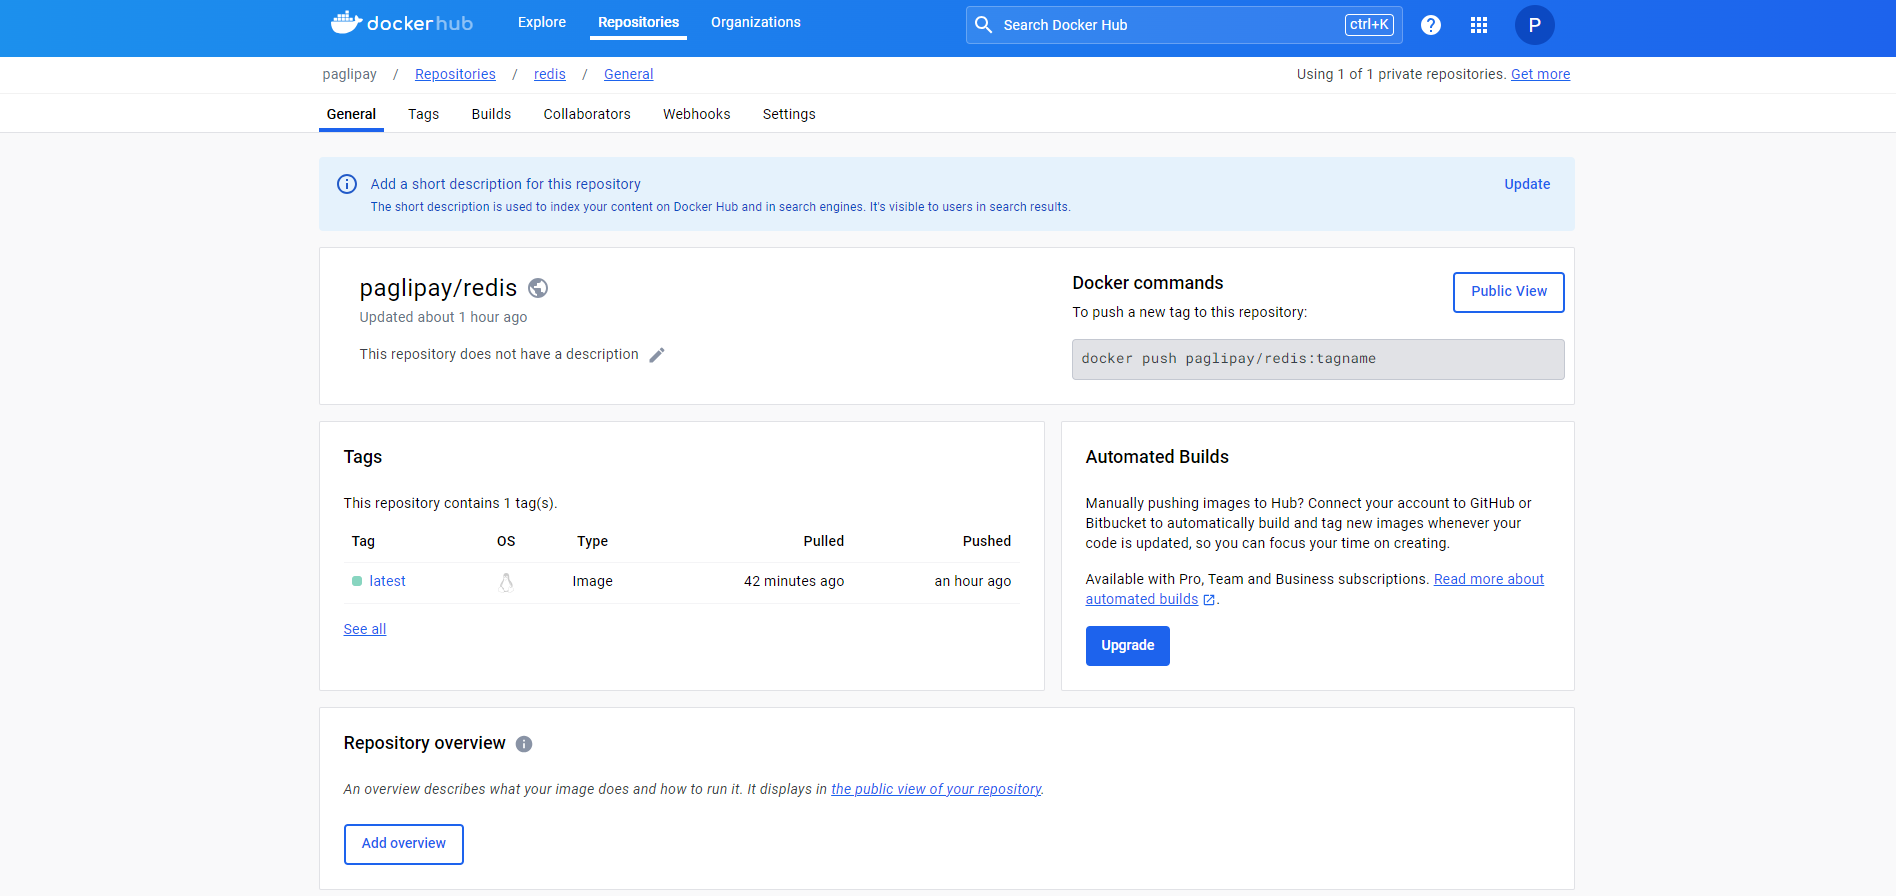 dockerhub Explore Repositories Organizations Search Docker Hub ctrl+K P
paglipay / Repositories / redis / General Using 1 of 1 private repositories. Get more
General Tags Builds Collaborators Webhooks Settings
Add a short description for this repository Update
The short description is used to index your content on Docker Hub and in search engines. It's visible to users in search results.
paglipay/redis
Updated about 1 hour ago
This repository does not have a description
Docker commands
Public View
To push a new tag to this repository:
docker push paglipay/redis:tagname
Tags
This repository contains 1 tag(s).
Tag OS Type Pulled Pushed
latest Image 42 minutes ago an hour ago
See all
Automated Builds
Manually pushing images to Hub? Connect your account to GitHub or
Bitbucket to automatically build and tag new images whenever your
code is updated, so you can focus your time on creating.
Available with Pro, Team and Business subscriptions. Read more about
automated builds .
Upgrade
Repository overview
An overview describes what your image does and how to run it. It displays in the public view of your repository.
Add overview